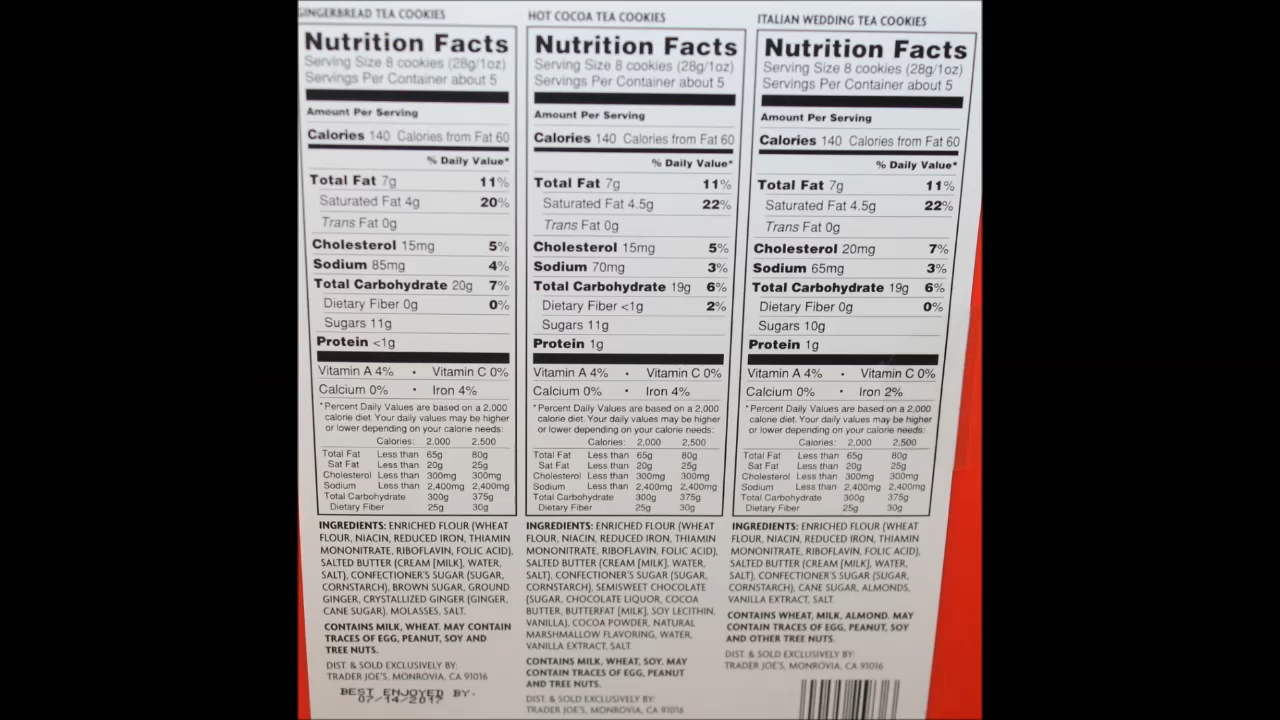 GINGERBREAD TEA COOKIES
Nutrition Facts
Serving Size 8 cookies (28g/1oz)
Servings Per Container about 5
Amount Per Serving
Calories 140 Calories from Fat 60
% Daily Value*
Total Fat 7g 11%
Saturated Fat 4g 20%
Trans Fat 0g
Cholesterol 15mg 5%
Sodium 85mg 4%
Total Carbohydrate 20g 7%
Dietary Fiber 0g 0%
Sugars 11g
Protein <1g
Vitamin A 4% • Vitamin C 0%
Calcium 0% • Iron 4%
*Percent Daily Values are based on a 2,000
calorie diet. Your daily values may be higher
or lower depending on your calorie needs:
Calories: 2,000 2,500
Total Fat Less than 65g 80g
Sat Fat Less than 20g 25g
Cholesterol Less than 300mg 300mg
Sodium Less than 2,400mg 2,400mg
Total Carbohydrate 300g 375g
Dietary Fiber 25g 30g
INGREDIENTS: ENRICHED FLOUR (WHEAT
FLOUR, NIACIN, REDUCED IRON, THIAMIN
MONONITRATE, RIBOFLAVIN, FOLIC ACID),
SALTED BUTTER (CREAM [MILK], WATER,
SALT), CONFECTIONER'S SUGAR (SUGAR,
CORNSTARCH), BROWN SUGAR, GROUND
GINGER, CRYSTALLIZED GINGER (GINGER,
CANE SUGAR), MOLASSES, SALT.
CONTAINS MILK, WHEAT. MAY CONTAIN
TRACES OF EGG, PEANUT, SOY AND
TREE NUTS.
DIST. & SOLD EXCLUSIVELY BY:
TRADER JOE'S, MONROVIA, CA 91016
BEST ENJOYED BY:
07/14/2017
HOT COCOA TEA COOKIES
Nutrition Facts
Serving Size 8 cookies (28g/1oz)
Servings Per Container about 5
Amount Per Serving
Calories 140 Calories from Fat 60
% Daily Value*
Total Fat 7g 11%
Saturated Fat 4.5g 22%
Trans Fat 0g
Cholesterol 15mg 5%
Sodium 70mg 3%
Total Carbohydrate 19g 6%
Dietary Fiber <1g 2%
Sugars 11g
Protein 1g
Vitamin A 4% • Vitamin C 0%
Calcium 0% • Iron 4%
*Percent Daily Values are based on a 2,000
calorie diet. Your daily values may be higher
or lower depending on your calorie needs:
Calories: 2,000 2,500
Total Fat Less than 65g 80g
Sat Fat Less than 20g 25g
Cholesterol Less than 300mg 300mg
Sodium Less than 2,400mg 2,400mg
Total Carbohydrate 300g 375g
Dietary Fiber 25g 30g
INGREDIENTS: ENRICHED FLOUR (WHEAT
FLOUR, NIACIN, REDUCED IRON, THIAMIN
MONONITRATE, RIBOFLAVIN, FOLIC ACID),
SALTED BUTTER (CREAM [MILK], WATER,
SALT), CONFECTIONER'S SUGAR (SUGAR,
CORNSTARCH), SEMISWEET CHOCOLATE
(SUGAR, CHOCOLATE LIQUOR, COCOA
BUTTER, BUTTERFAT [MILK], SOY LECITHIN,
VANILLA), COCOA POWDER, NATURAL
MARSHMALLOW FLAVORING, WATER,
VANILLA EXTRACT, SALT.
CONTAINS MILK, WHEAT, SOY. MAY
CONTAIN TRACES OF EGG, PEANUT
AND TREE NUTS.
DIST. & SOLD EXCLUSIVELY BY:
TRADER JOE'S, MONROVIA, CA 91016
ITALIAN WEDDING TEA COOKIES
Nutrition Facts
Serving Size 8 cookies (28g/1oz)
Servings Per Container about 5
Amount Per Serving
Calories 140 Calories from Fat 60
% Daily Value*
Total Fat 7g 11%
Saturated Fat 4.5g 22%
Trans Fat 0g
Cholesterol 20mg 7%
Sodium 65mg 3%
Total Carbohydrate 19g 6%
Dietary Fiber 0g 0%
Sugars 10g
Protein 1g
Vitamin A 4% • Vitamin C 0%
Calcium 0% • Iron 2%
*Percent Daily Values are based on a 2,000
calorie diet. Your daily values may be higher
or lower depending on your calorie needs:
Calories: 2,000 2,500
Total Fat Less than 65g 80g
Sat Fat Less than 20g 25g
Cholesterol Less than 300mg 300mg
Sodium Less than 2,400mg 2,400mg
Total Carbohydrate 300g 375g
Dietary Fiber 25g 30g
INGREDIENTS: ENRICHED FLOUR (WHEAT
FLOUR, NIACIN, REDUCED IRON, THIAMIN
MONONITRATE, RIBOFLAVIN, FOLIC ACID),
SALTED BUTTER (CREAM [MILK], WATER,
SALT), CONFECTIONER'S SUGAR (SUGAR,
CORNSTARCH), CANE SUGAR, ALMONDS,
VANILLA EXTRACT, SALT.
CONTAINS WHEAT, MILK, ALMOND. MAY
CONTAIN TRACES OF EGG, PEANUT, SOY
AND OTHER TREE NUTS.
DIST. & SOLD EXCLUSIVELY BY:
TRADER JOE'S, MONROVIA, CA 91016